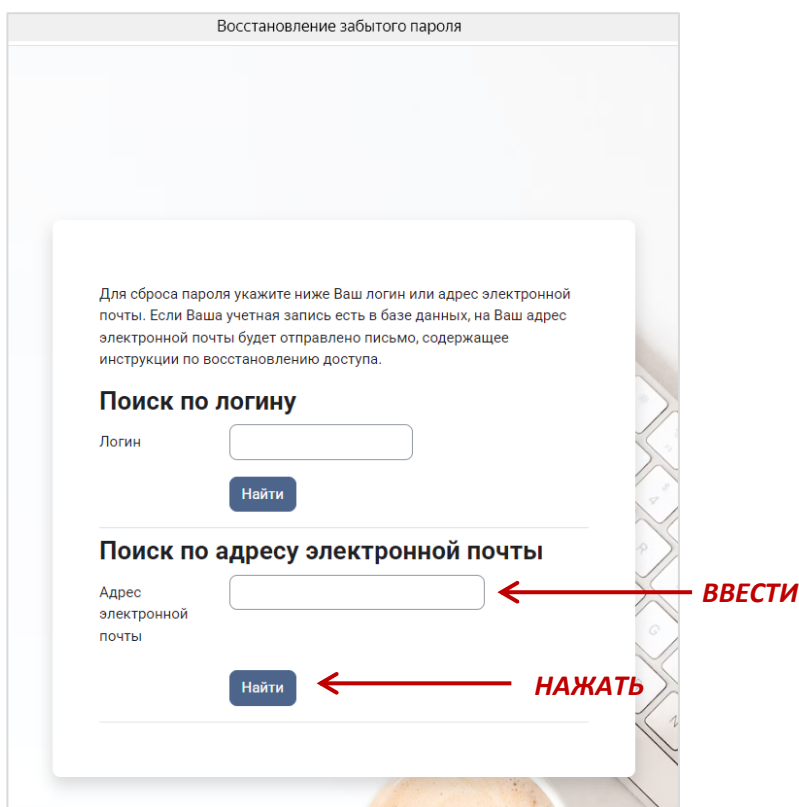 Восстановление забытого пароля
Для сброса пароля укажите ниже Ваш логин или адрес электронной
почты. Если Ваша учетная запись есть в базе данных, на Ваш адрес
электронной почты будет отправлено письмо, содержащее
инструкции по восстановлению доступа.
Поиск по логину
Логин
Найти
Поиск по адресу электронной почты
Адрес
электронной
почты
ВВЕСТИ
Найти
НАЖАТЬ